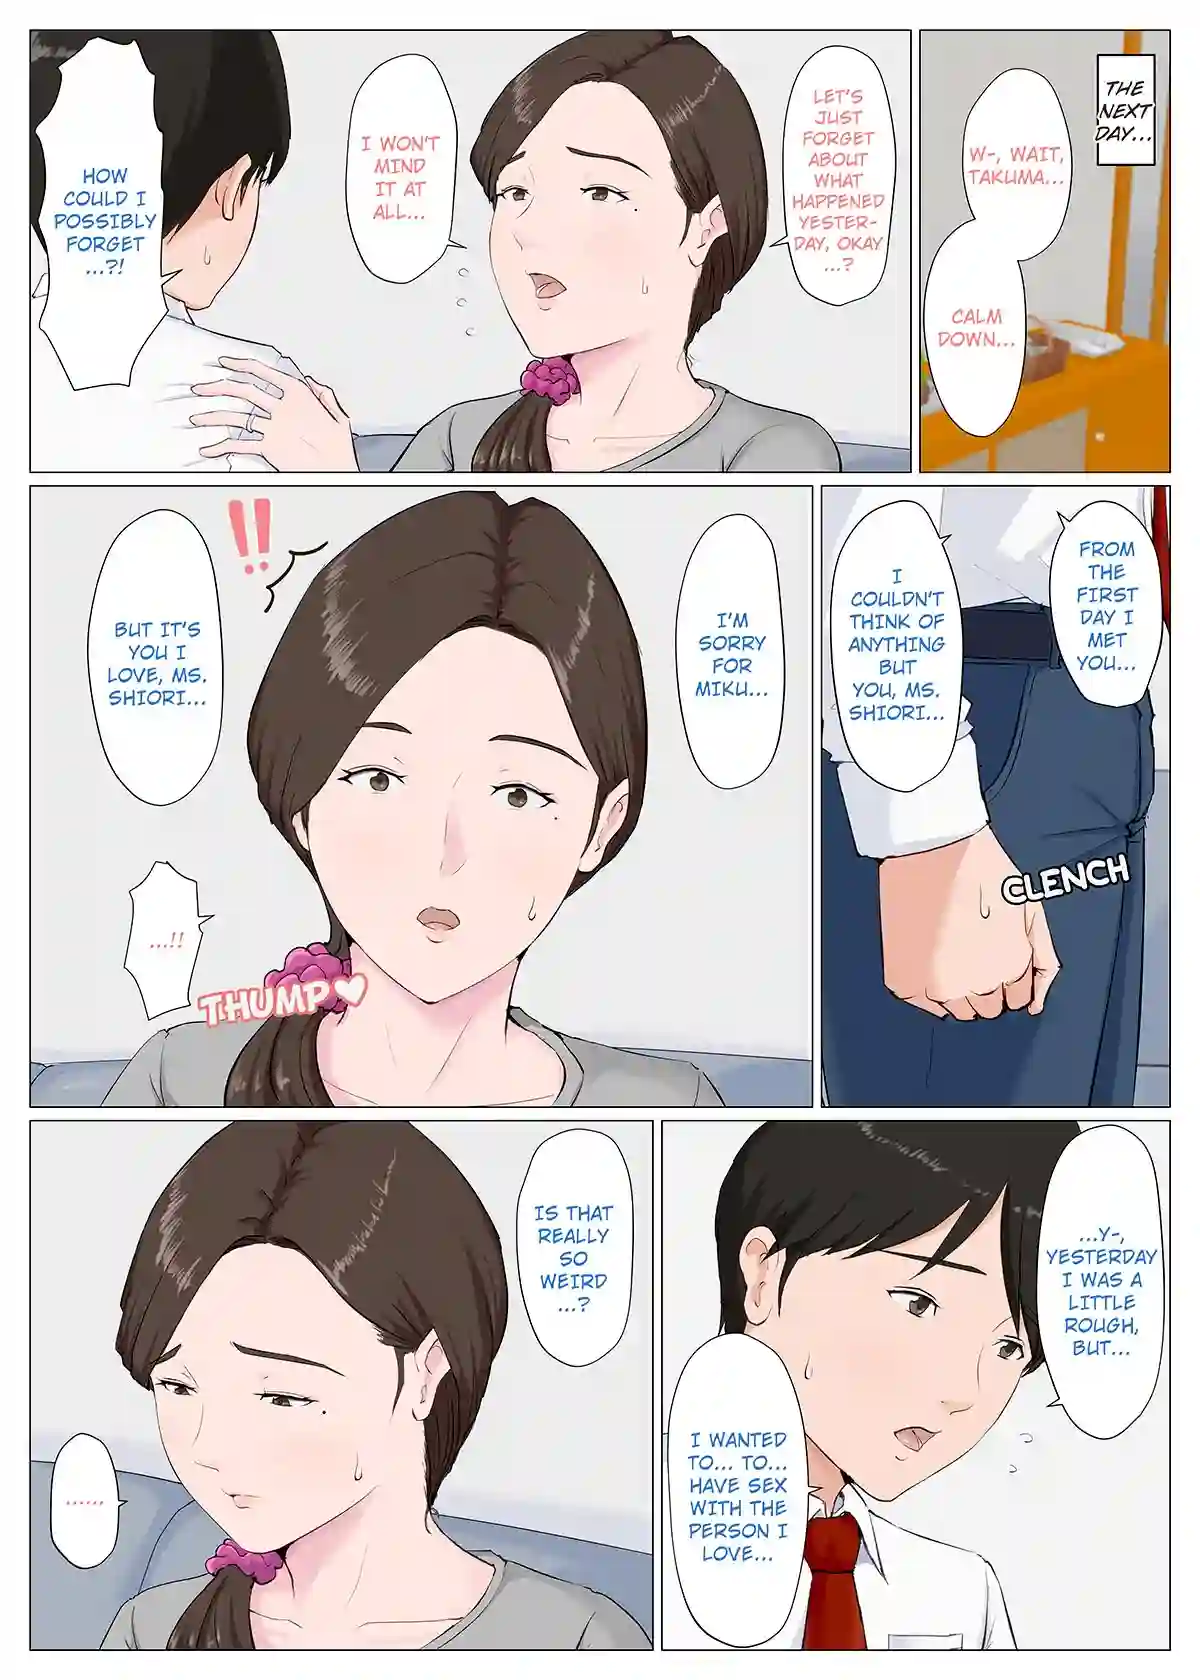 THE
NEXT
DAY...
W-, WAIT,
TAKUMA...
CALM
DOWN...
LET'S
JUST
FORGET
ABOUT
WHAT
HAPPENED
YESTER-
DAY, OKAY
...?
I WON'T
MIND
IT AT
ALL...
HOW
COULD I
POSSIBLY
FORGET
...?!
FROM
THE
FIRST
DAY I
MET
YOU...
I
COULDN'T
THINK OF
ANYTHING
BUT
YOU, MS.
SHIORI...
CLENCH
I'M
SORRY
FOR
MIKU...
!!
BUT IT'S
YOU I
LOVE, MS.
SHIORI...
...!!
THUMP♥
...Y-,
YESTERDAY
I WAS A
LITTLE
ROUGH,
BUT...
I WANTED
TO... TO...
HAVE SEX
WITH THE
PERSON I
LOVE...
IS THAT
REALLY
SO
WEIRD
...?
......